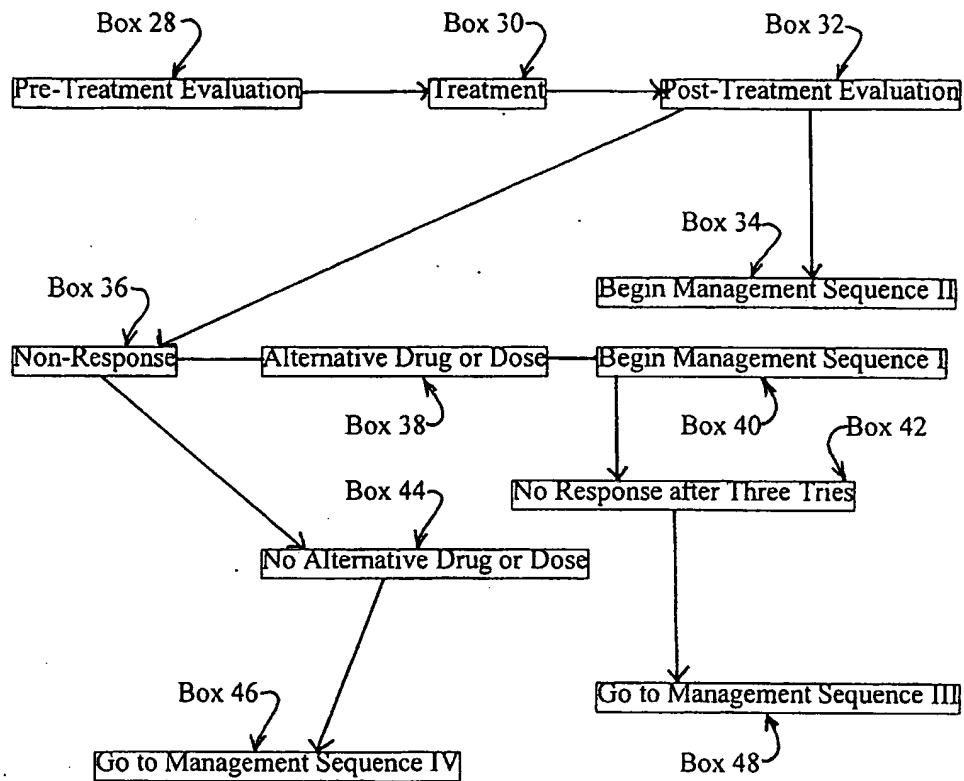 Box 28
Box 30
Box 32
Pre-Treatment Evaluation
Treatment
Post-Treatment Evaluation
Box 34
Begin Management Sequence II
Box 36
Non-Response
Alternative Drug or Dose
Begin Management Sequence I
Box 38
Box 40
Box 42
Box 44
No Response after Three Tries
No Alternative Drug or Dose
Box 46
Go to Management Sequence III
Go to Management Sequence IV
Box 48